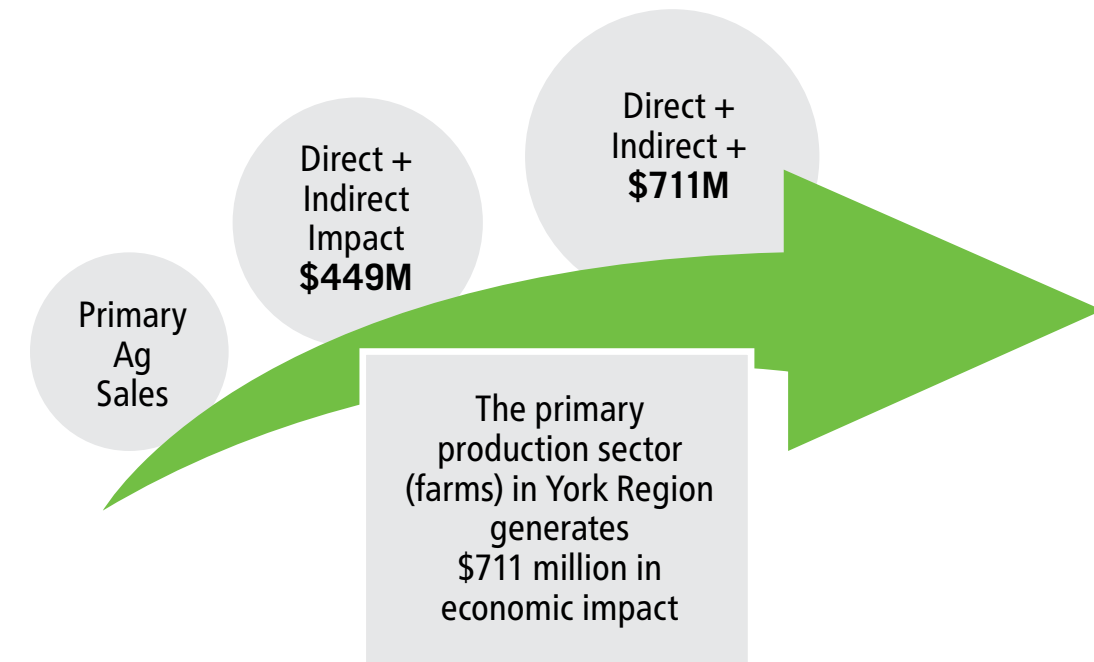 Primary
Ag
Sales
Direct +
Indirect
Impact
$449M
Direct +
Indirect +
$711M
The primary
production sector
(farms) in York Region
generates
$711 million in
economic impact